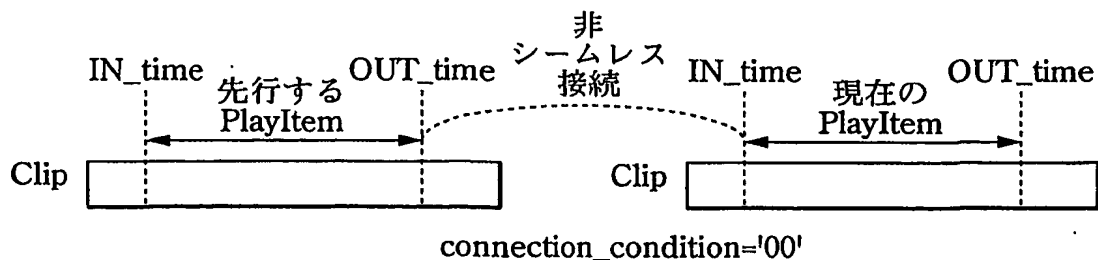 非
シームレス
接続
IN_time
OUT_time
IN_time
OUT_time
先行する
PlayItem
現在の
PlayItem
Clip
Clip
connection_condition='00'